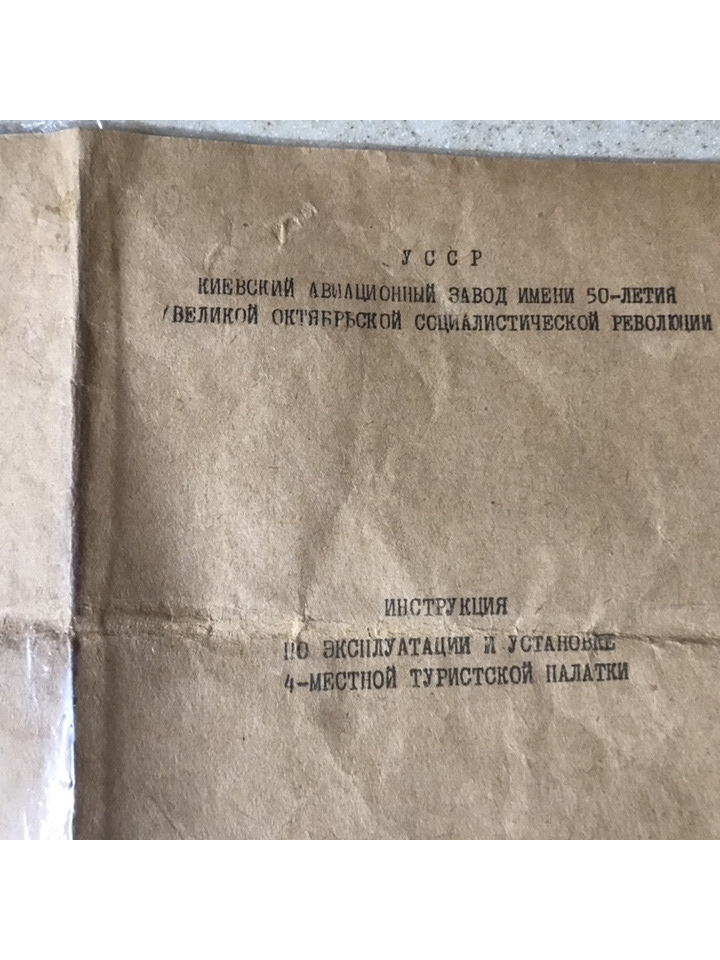 УССР
КИЕВСКИЙ АВИАЦИОННЫЙ ЗАВОД ИМЕНИ 50-ЛЕТИЯ
ВЕЛИКОЙ ОКТЯБРЬСКОЙ СОЦИАЛИСТИЧЕСКОЙ РЕВОЛЮЦИИ
ИНСТРУКЦИЯ
ПО ЭКСПЛУАТАЦИИ И УСТАНОВКЕ
4-МЕСТНОЙ ТУРИСТСКОЙ ПАЛАТКИ